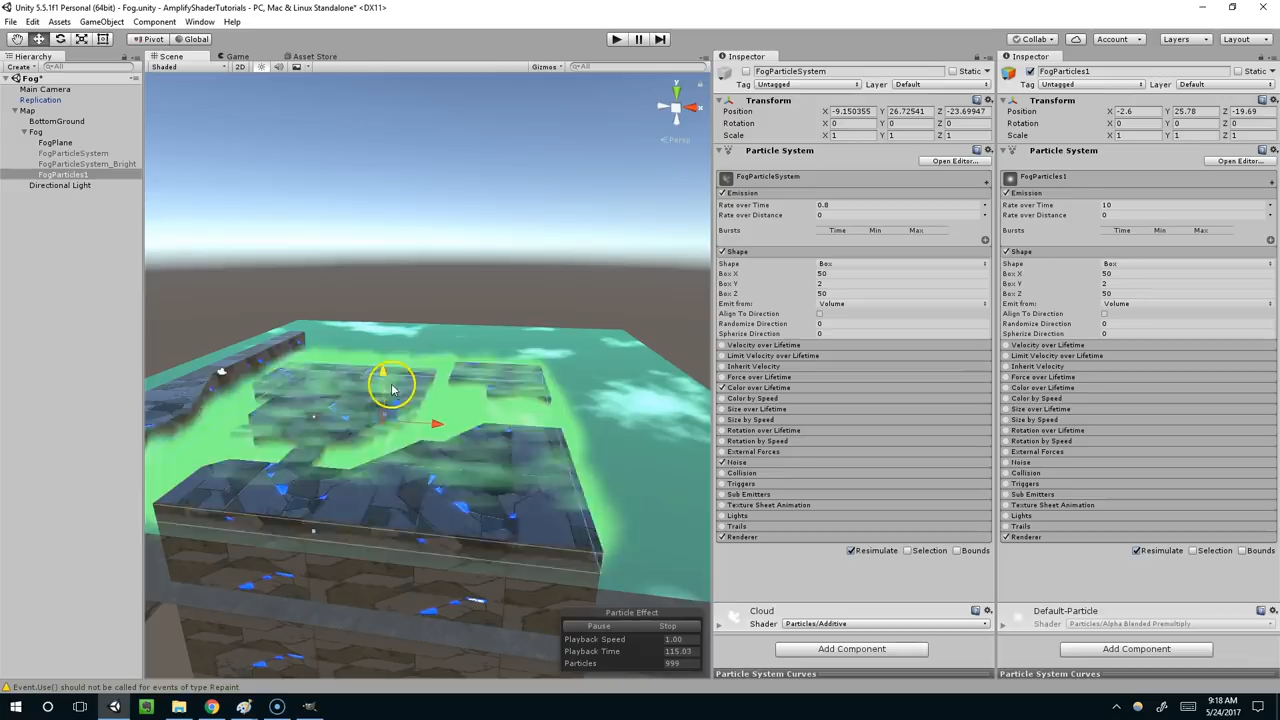 Unity 5.5.1f1 Personal (64bit) - Fog.unity - AmplifyShaderTutorials - PC, Mac & Linux Standalone* <DX11>
File Edit Assets GameObject Component Window Help
Pivot Global Collab Account Layers Layout
Hierarchy Scene Game Asset Store Inspector Inspector
Create All Shaded 2D Gizmos All FogParticleSystem Static FogParticles1 Static
Fog*
Tag Untagged Layer Default Tag Untagged Layer Default
Main Camera
Replication
Map
BottomGround
Fog
FogPlane
FogParticleSystem
FogParticleSystem_Bright
FogParticles1
Directional Light
y
x
Persp
Transform
Position X -9.150355 Y 26.72541 Z -23.69947
Rotation X 0 Y 0 Z 0
Scale X 1 Y 1 Z 1
Particle System
Open Editor...
FogParticleSystem
Emission
Rate over Time 0.8
Rate over Distance 0
Bursts Time Min Max
Shape
Shape Box
Box X 50
Box Y 2
Box Z 50
Emit from: Volume
Align To Direction
Randomize Direction 0
Spherize Direction 0
Velocity over Lifetime
Limit Velocity over Lifetime
Inherit Velocity
Force over Lifetime
Color over Lifetime
Color by Speed
Size over Lifetime
Size by Speed
Rotation over Lifetime
Rotation by Speed
External Forces
Noise
Collision
Triggers
Sub Emitters
Texture Sheet Animation
Lights
Trails
Renderer
Resimulate Selection Bounds
Cloud
Shader Particles/Additive
Add Component
Particle System Curves
Transform
Position X -2.6 Y 25.78 Z -19.69
Rotation X 0 Y 0 Z 0
Scale X 1 Y 1 Z 1
Particle System
Open Editor...
FogParticles1
Emission
Rate over Time 10
Rate over Distance 0
Bursts Time Min Max
Shape
Shape Box
Box X 50
Box Y 2
Box Z 50
Emit from: Volume
Align To Direction
Randomize Direction 0
Spherize Direction 0
Velocity over Lifetime
Limit Velocity over Lifetime
Inherit Velocity
Force over Lifetime
Color over Lifetime
Color by Speed
Size over Lifetime
Size by Speed
Rotation over Lifetime
Rotation by Speed
External Forces
Noise
Collision
Triggers
Sub Emitters
Texture Sheet Animation
Lights
Trails
Renderer
Resimulate Selection Bounds
Default-Particle
Shader Particles/Alpha Blended Premultiply
Add Component
Particle System Curves
Particle Effect
Pause Stop
Playback Speed 1.00
Playback Time 115.03
Particles 999
Event.Use() should not be called for events of type Repaint.
9:18 AM
5/24/2017